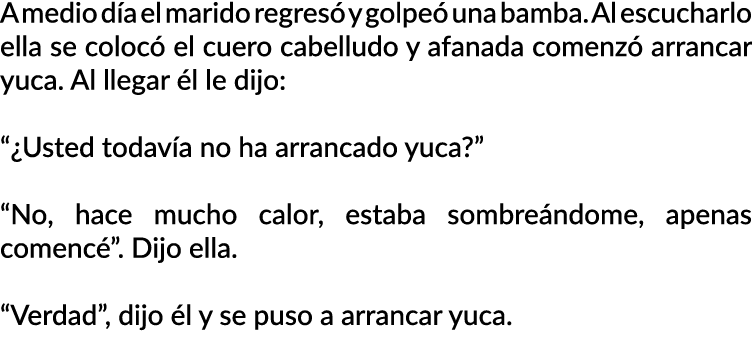 A medio día el marido regresó y golpeó una bamba. Al escucharlo
ella se colocó el cuero cabelludo y afanada comenzó arrancar
yuca. Al llegar él le dijo:
“¿Usted todavía no ha arrancado yuca?”
“No, hace mucho calor, estaba sombreándome, apenas
comencé”. Dijo ella.
“Verdad”, dijo él y se puso a arrancar yuca.